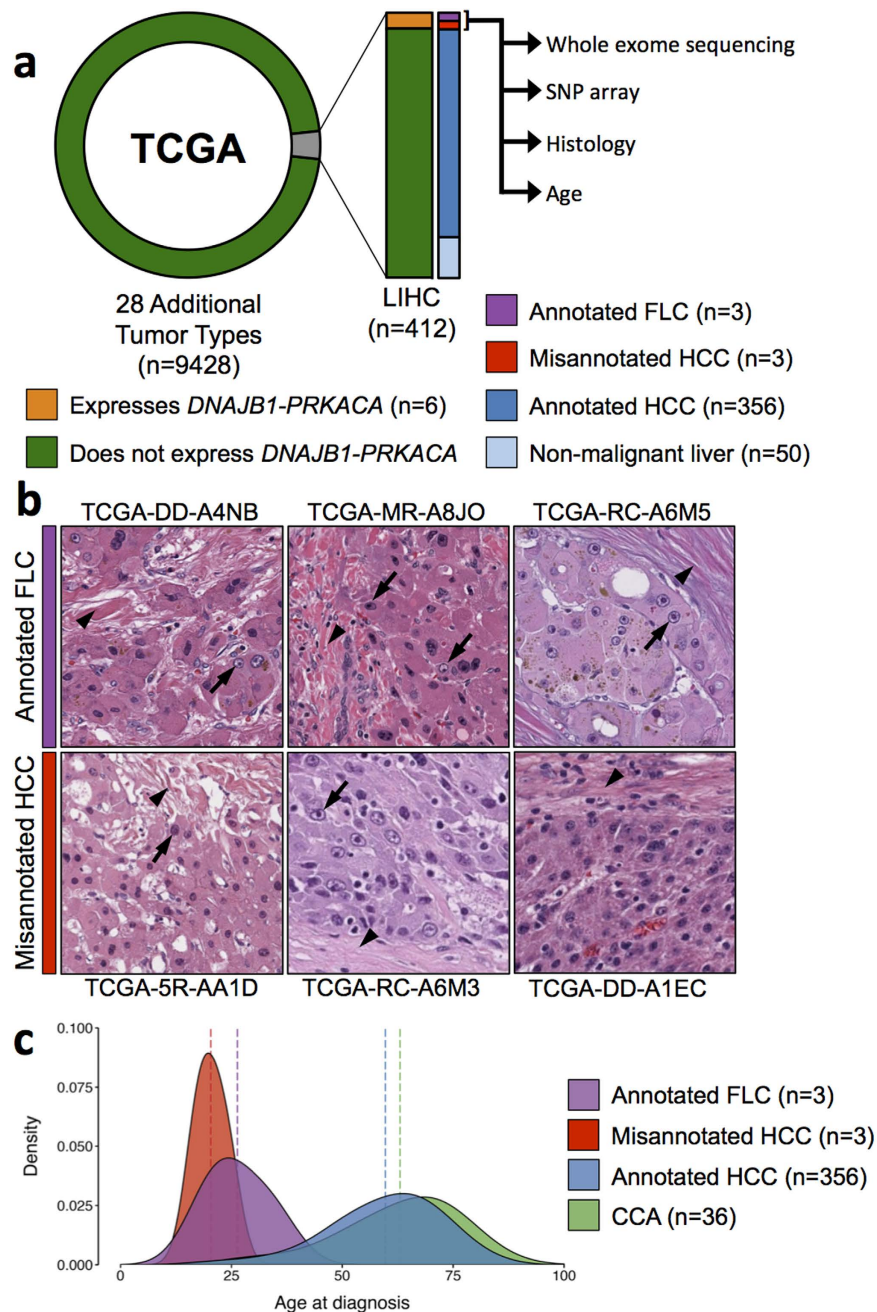 a
TCGA
Whole exome sequencing
SNP array
Histology
Age
28 Additional
Tumor Types
(n=9428)
LIHC
(n=412)
Expresses DNAJB1-PRKACA (n=6)
Does not express DNAJB1-PRKACA
Annotated FLC (n=3)
Misannotated HCC (n=3)
Annotated HCC (n=356)
Non-malignant liver (n=50)
b
TCGA-DD-A4NB
TCGA-MR-A8JO
TCGA-RC-A6M5
Annotated FLC
Misannotated HCC
TCGA-5R-AA1D
TCGA-RC-A6M3
TCGA-DD-A1EC
c
0.100
0.075
0.050
0.025
0.000
Density
0
25
50
75
100
Age at diagnosis
Annotated FLC (n=3)
Misannotated HCC (n=3)
Annotated HCC (n=356)
CCA (n=36)